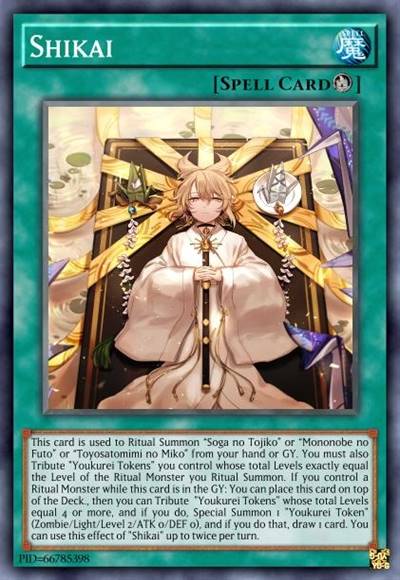 SHIKAI
SPELL
魔
[SPELL CARD]
This card is used to Ritual Summon “Soga no Tojiko” or “Mononobe no
Futo” or “Toyosatomimi no Miko” from your hand or GY. You must also
Tribute "Youkurei Tokens" you control whose total Levels exactly equal
the Level of the Ritual Monster you Ritual Summon. If you control a
Ritual Monster while this card is in the GY: You can place this card on top
of the Deck., then you can Tribute "Youkurei Tokens" whose total Levels
equal 4 or more, and if you do, Special Summon 1 "Youkurei Token"
(Zombie/Light/Level 2/ATK 0/DEF 0), and if you do that, draw 1 card. You
can use this effect of "Shikai" up to twice per turn.
PID=66785398